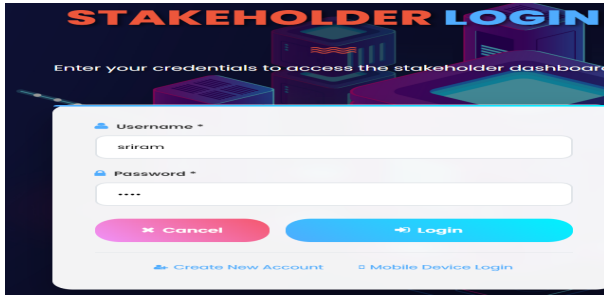 STAKEHOLDER LOGIN
Enter your credentials to access the stakeholder dashboard
Username *
sriram
Password *
••••
✖ Cancel
Login
Create New Account
Mobile Device Login